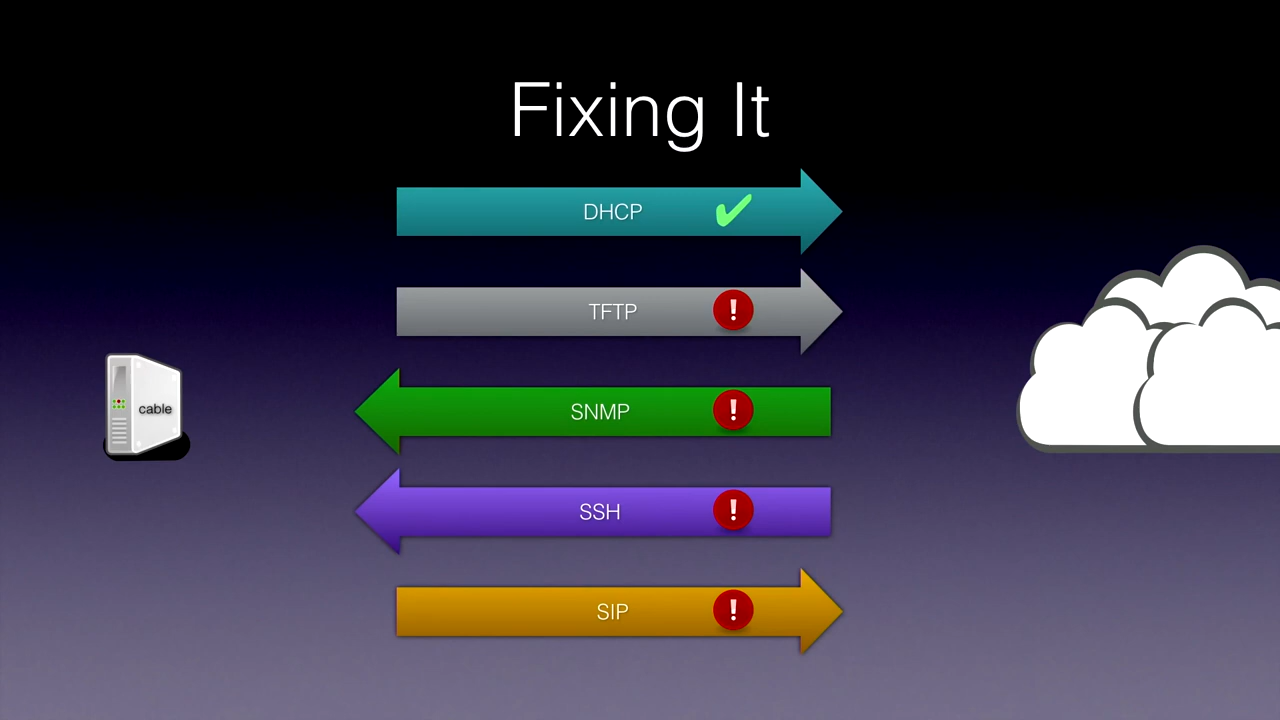 Fixing It
DHCP
TFTP
!
SNMP
!
cable
SSH
!
SIP
!